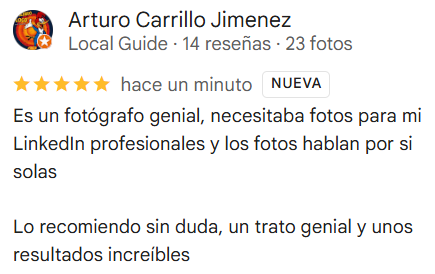 Arturo Carrillo Jimenez
Local Guide · 14 reseñas · 23 fotos
hace un minuto NUEVA
Es un fotógrafo genial, necesitaba fotos para mi
LinkedIn profesionales y los fotos hablan por si
solas
Lo recomiendo sin duda, un trato genial y unos
resultados increíbles